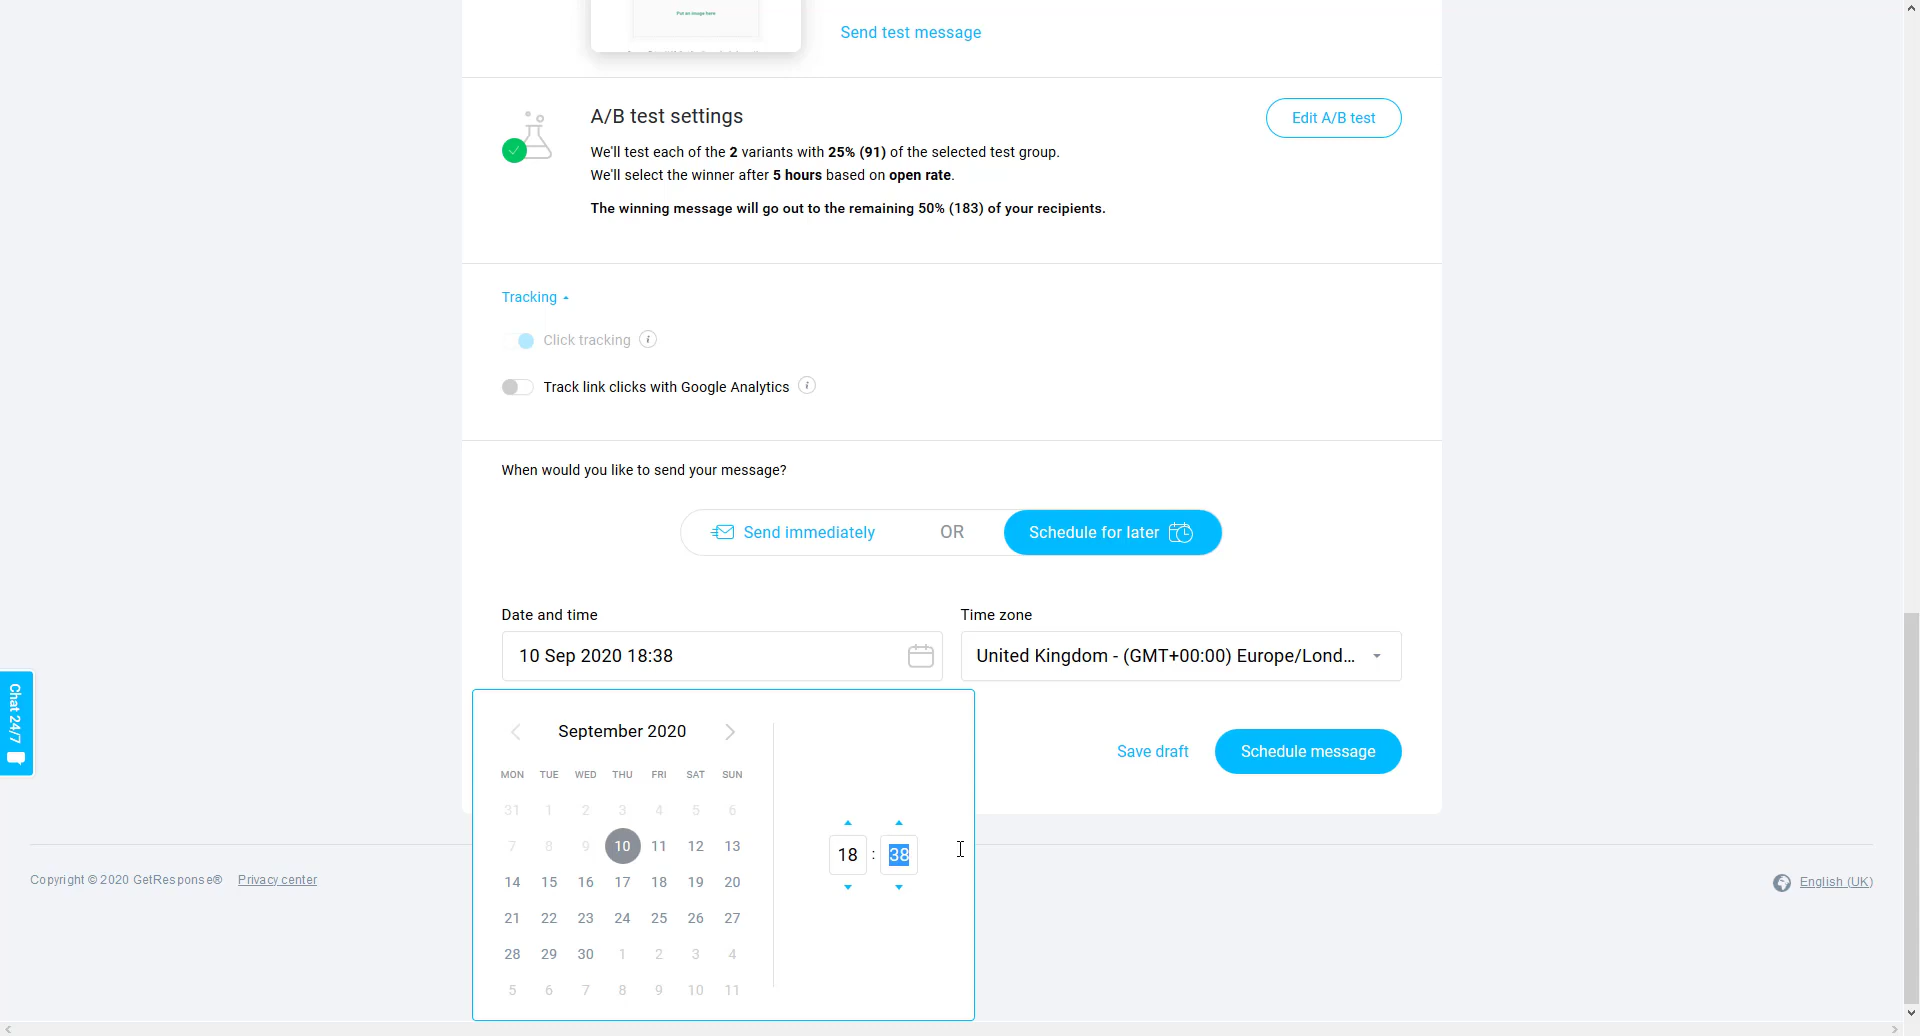 Put an image here
Send test message
A/B test settings
Edit A/B test
We'll test each of the 2 variants with 25% (91) of the selected test group.
We'll select the winner after 5 hours based on open rate.
The winning message will go out to the remaining 50% (183) of your recipients.
Tracking
Click tracking
i
Track link clicks with Google Analytics
i
When would you like to send your message?
Send immediately
OR
Schedule for later
Date and time
Time zone
10 Sep 2020 18:38
United Kingdom - (GMT+00:00) Europe/Lond...
Chat 24/7
September 2020
Save draft
Schedule message
MON TUE WED THU FRI SAT SUN
31 1 2 3 4 5 6
7 8 9 10 11 12 13
18 : 38
14 15 16 17 18 19 20
21 22 23 24 25 26 27
28 29 30 1 2 3 4
5 6 7 8 9 10 11
Copyright © 2020 GetResponse® Privacy center
English (UK)